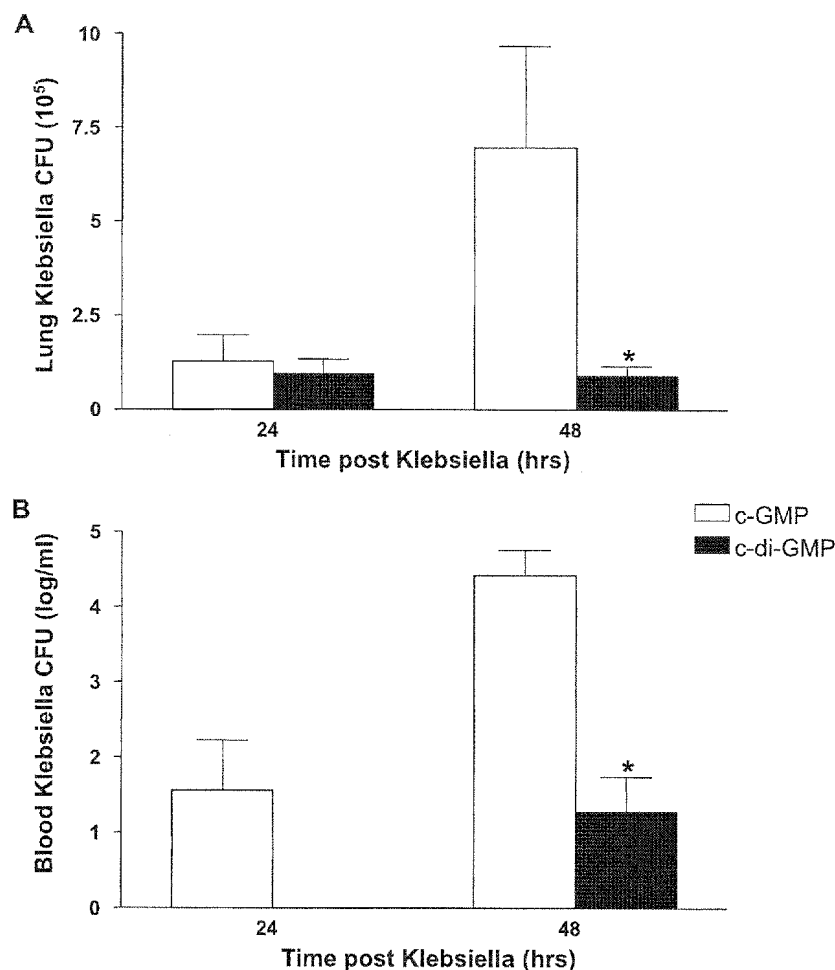 A
Lung Klebsiella CFU (10⁵)
10
7.5
5
2.5
0
*
24
48
Time post Klebsiella (hrs)
B
Blood Klebsiella CFU (log/ml)
5
4
3
2
1
0
*
24
48
Time post Klebsiella (hrs)
c-GMP
c-di-GMP